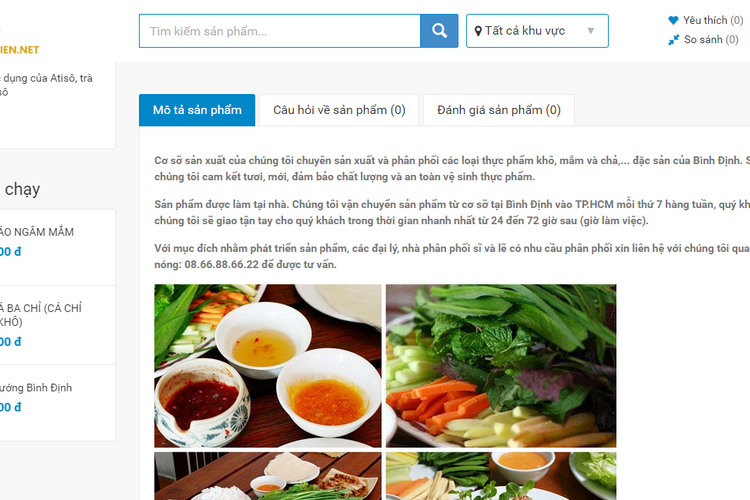 Tìm kiếm sản phẩm...
Tất cả khu vực
Yêu thích (0)
So sánh (0)
IEN.NET
dụng của Atisô, trà
sô
Mô tả sản phẩm
Câu hỏi về sản phẩm (0)
Đánh giá sản phẩm (0)
Cơ sở sản xuất của chúng tôi chuyên sản xuất và phân phối các loại thực phẩm khô, mắm và chả,... đặc sản của Bình Định. S
chúng tôi cam kết tươi, mới, đảm bảo chất lượng và an toàn vệ sinh thực phẩm.
Sản phẩm được làm tại nhà. Chúng tôi vận chuyển sản phẩm từ cơ sở tại Bình Định vào TP.HCM mỗi thứ 7 hàng tuần, quý kh
chúng tôi sẽ giao tận tay cho quý khách trong thời gian nhanh nhất từ 24 đến 72 giờ sau (giờ làm việc).
Với mục đích nhằm phát triển sản phẩm, các đại lý, nhà phân phối sĩ và lẽ có nhu cầu phân phối xin liên hệ với chúng tôi qua
nóng: 08.66.88.66.22 để được tư vấn.
chạy
ÁO NGÂM MẮM
00 đ
Á BA CHỈ (CÁ CHỈ
KHÔ)
00 đ
ướng Bình Định
00 đ